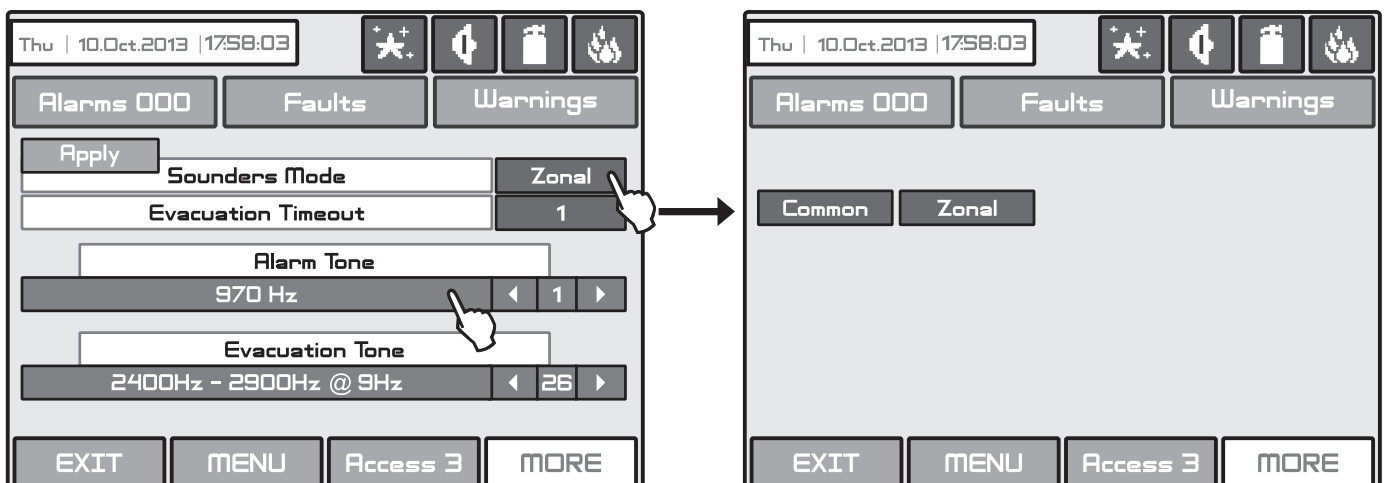 Thu | 10.Oct.2013 | 17:58:03
Alarms 000 Faults Warnings
Apply
Sounders Mode Zonal
Evacuation Timeout 1
Alarm Tone
970 Hz 1
Evacuation Tone
2400Hz - 2900Hz @ 9Hz 26
EXIT MENU Access 3 MORE
Thu | 10.Oct.2013 | 17:58:03
Alarms 000 Faults Warnings
Common Zonal
EXIT MENU Access 3 MORE